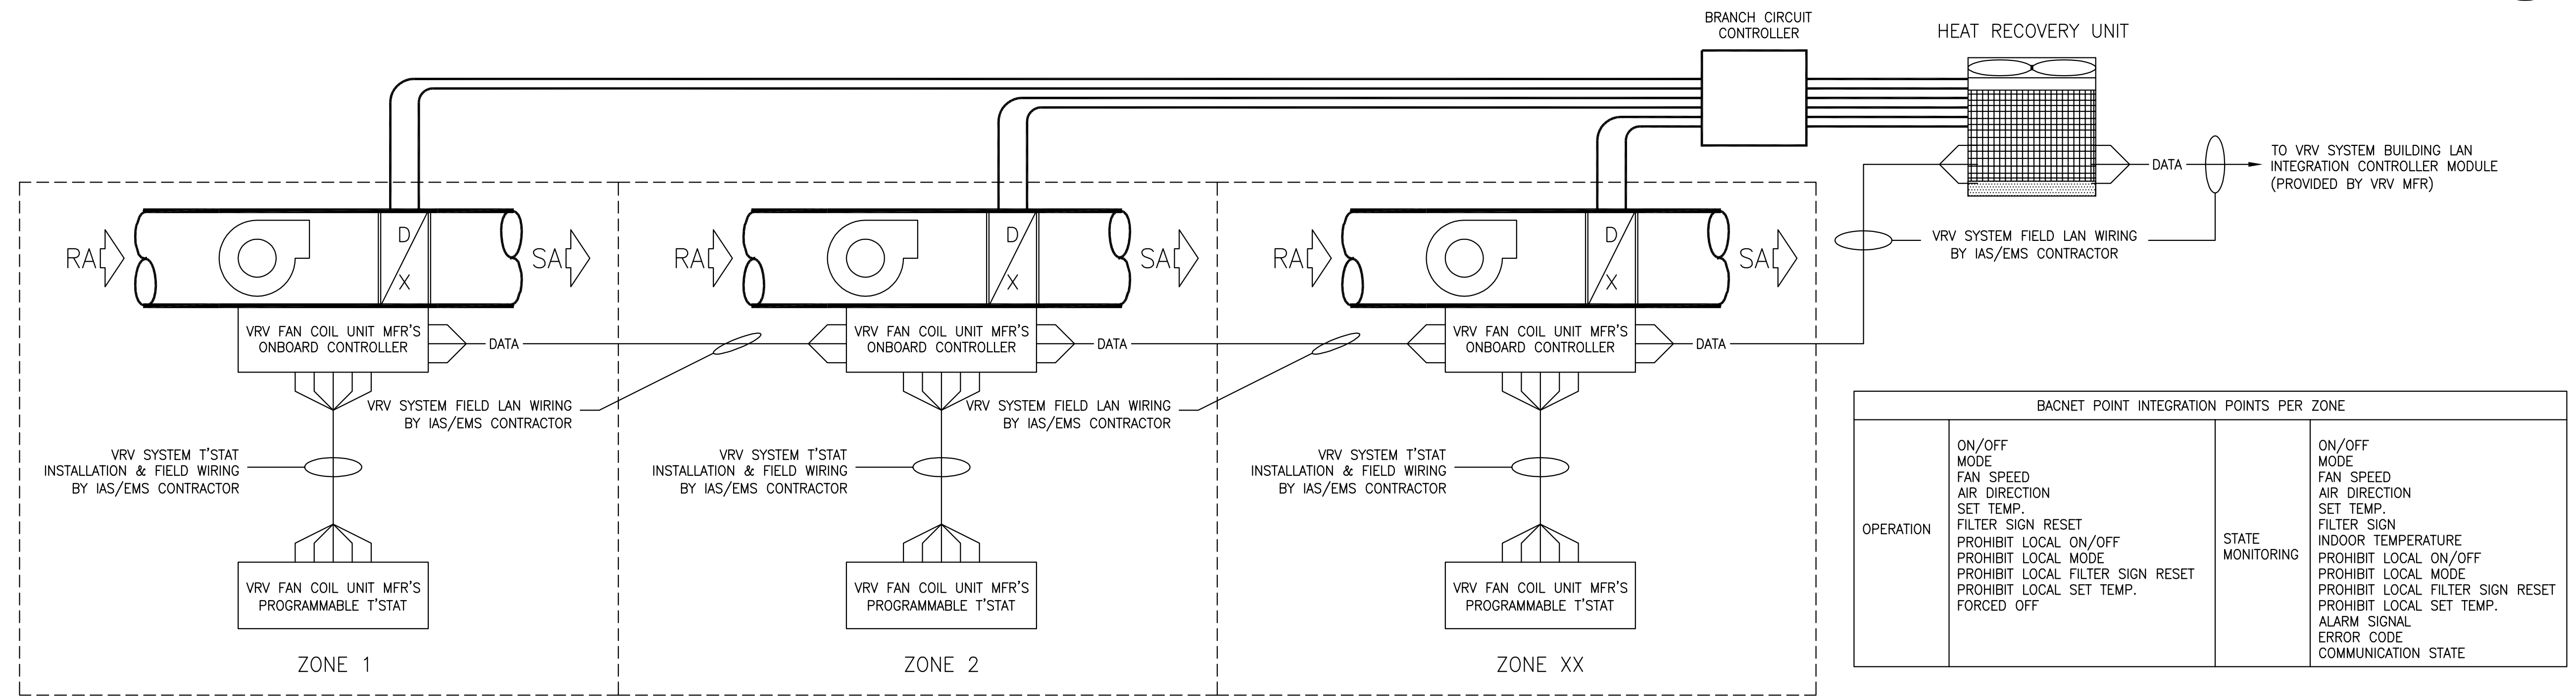 BRANCH CIRCUIT
CONTROLLER
HEAT RECOVERY UNIT
DATA
TO VRV SYSTEM BUILDING LAN
INTEGRATION CONTROLLER MODULE
(PROVIDED BY VRV MFR)
VRV SYSTEM FIELD LAN WIRING
BY IAS/EMS CONTRACTOR
RA
D
X
SA
RA
D
X
SA
RA
D
X
SA
VRV FAN COIL UNIT MFR'S
ONBOARD CONTROLLER
DATA
VRV FAN COIL UNIT MFR'S
ONBOARD CONTROLLER
DATA
VRV FAN COIL UNIT MFR'S
ONBOARD CONTROLLER
DATA
VRV SYSTEM FIELD LAN WIRING
BY IAS/EMS CONTRACTOR
VRV SYSTEM FIELD LAN WIRING
BY IAS/EMS CONTRACTOR
VRV SYSTEM T'STAT
INSTALLATION & FIELD WIRING
BY IAS/EMS CONTRACTOR
VRV SYSTEM T'STAT
INSTALLATION & FIELD WIRING
BY IAS/EMS CONTRACTOR
VRV SYSTEM T'STAT
INSTALLATION & FIELD WIRING
BY IAS/EMS CONTRACTOR
VRV FAN COIL UNIT MFR'S
PROGRAMMABLE T'STAT
VRV FAN COIL UNIT MFR'S
PROGRAMMABLE T'STAT
VRV FAN COIL UNIT MFR'S
PROGRAMMABLE T'STAT
ZONE 1
ZONE 2
ZONE XX
BACNET POINT INTEGRATION POINTS PER ZONE
OPERATION
ON/OFF
MODE
FAN SPEED
AIR DIRECTION
SET TEMP.
FILTER SIGN RESET
PROHIBIT LOCAL ON/OFF
PROHIBIT LOCAL MODE
PROHIBIT LOCAL FILTER SIGN RESET
PROHIBIT LOCAL SET TEMP.
FORCED OFF
STATE
MONITORING
ON/OFF
MODE
FAN SPEED
AIR DIRECTION
SET TEMP.
FILTER SIGN
INDOOR TEMPERATURE
PROHIBIT LOCAL ON/OFF
PROHIBIT LOCAL MODE
PROHIBIT LOCAL FILTER SIGN RESET
PROHIBIT LOCAL SET TEMP.
ALARM SIGNAL
ERROR CODE
COMMUNICATION STATE